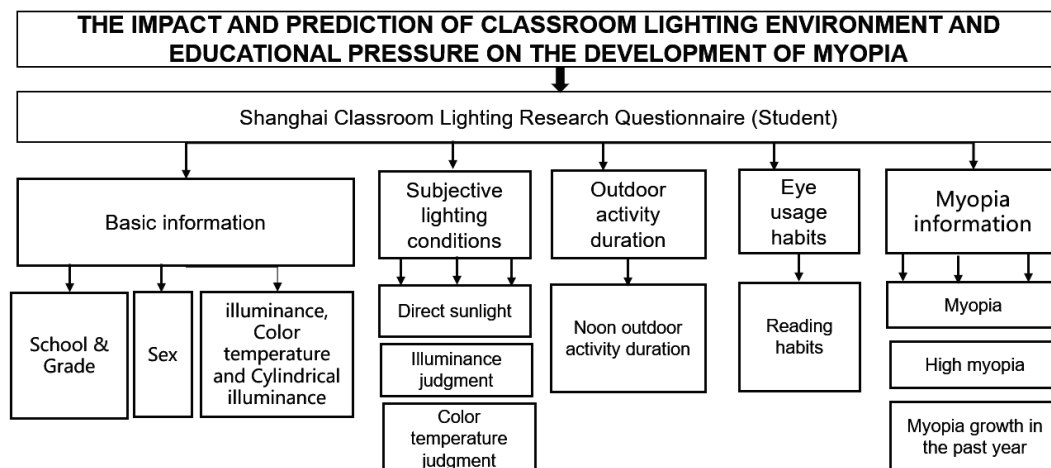 THE IMPACT AND PREDICTION OF CLASSROOM LIGHTING ENVIRONMENT AND
EDUCATIONAL PRESSURE ON THE DEVELOPMENT OF MYOPIA
Shanghai Classroom Lighting Research Questionnaire (Student)
Basic information
Subjective
lighting
conditions
Outdoor
activity
duration
Eye
usage
habits
Myopia
information
School &
Grade
Sex
illuminance,
Color
temperature
and Cylindrical
illuminance
Direct sunlight
Illuminance
judgment
Color
temperature
judgment
Noon outdoor
activity duration
Reading
habits
Myopia
High myopia
Myopia growth in
the past year